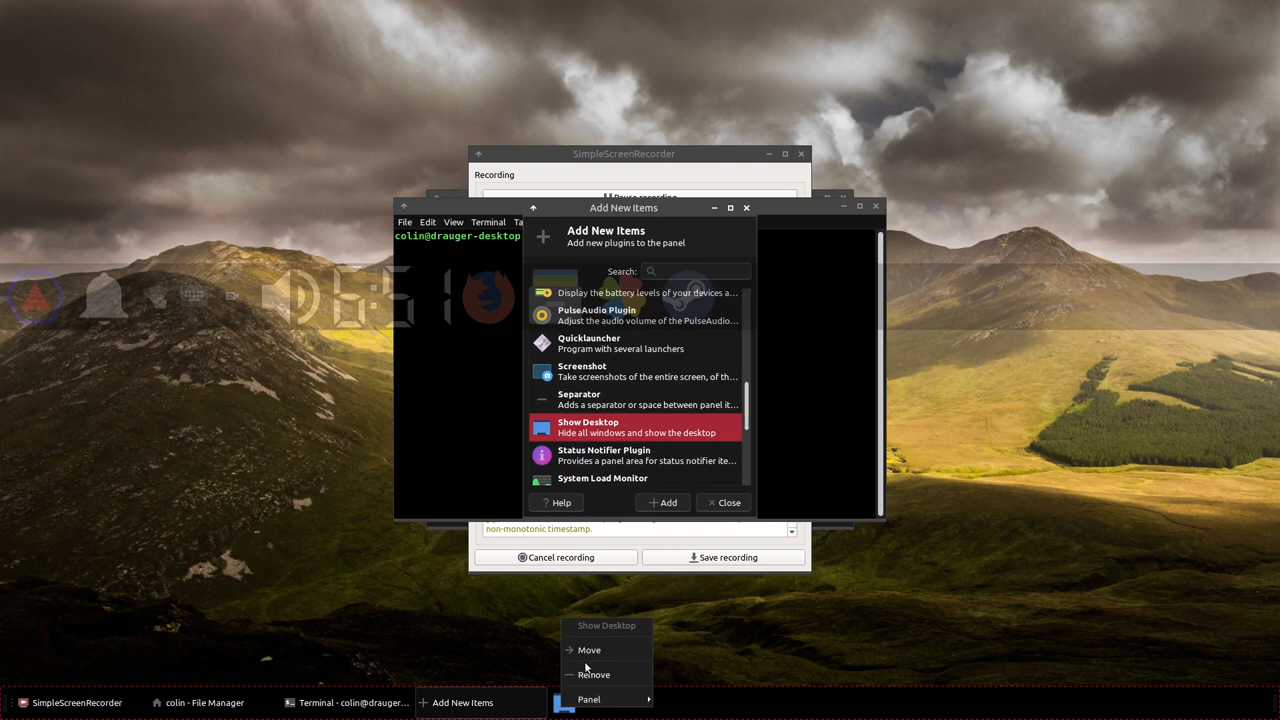 SimpleScreenRecorder
Recording
Add New Items
File Edit View Terminal Ta
Add New Items
Add new plugins to the panel
colin@drauger-desktop
Search:
Display the battery levels of your devices a...
6:51
PulseAudio Plugin
Adjust the audio volume of the PulseAudio...
Quicklauncher
Program with several launchers
Screenshot
Take screenshots of the entire screen, of th...
Separator
Adds a separator or space between panel it...
Show Desktop
Hide all windows and show the desktop
Status Notifier Plugin
Provides a panel area for status notifier ite...
System Load Monitor
? Help
Add
Close
non-monotonic timestamp.
Cancel recording
Save recording
Show Desktop
Move
Remove
Panel
SimpleScreenRecorder
colin - File Manager
Terminal - colin@drauger...
Add New Items